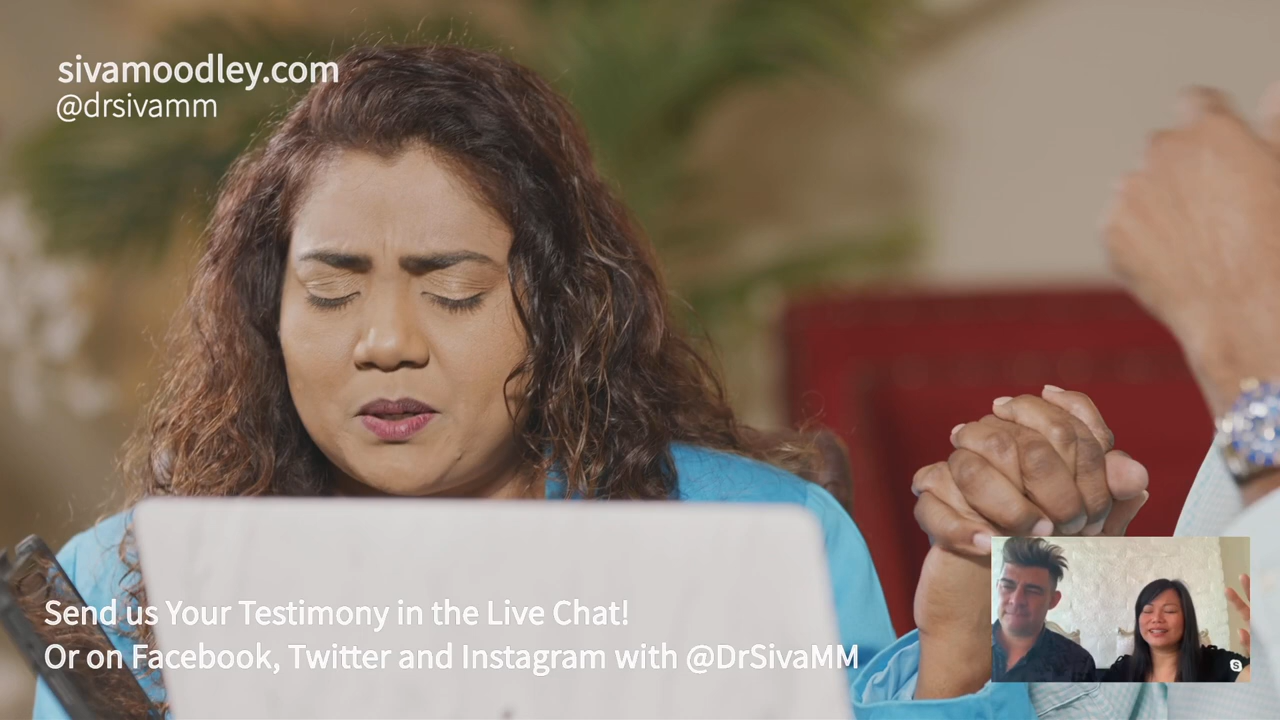 sivamoodley.com
@drsivamm
Send us Your Testimony in the Live Chat!
Or on Facebook, Twitter and Instagram with @DrSivaMM